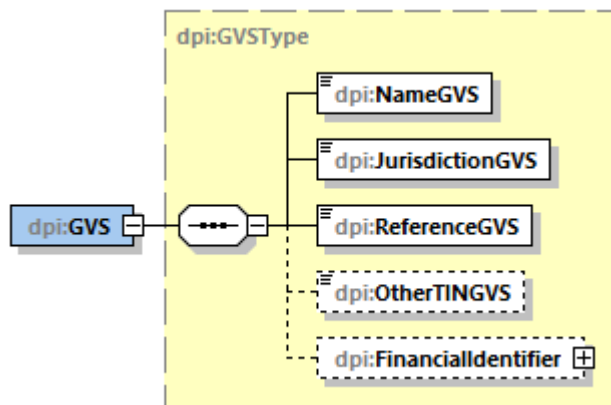 dpi:GVSType
dpi:NameGVS
dpi:JurisdictionGVS
dpi:GVS
dpi:ReferenceGVS
dpi:OtherTINGVS
dpi:FinancialIdentifier